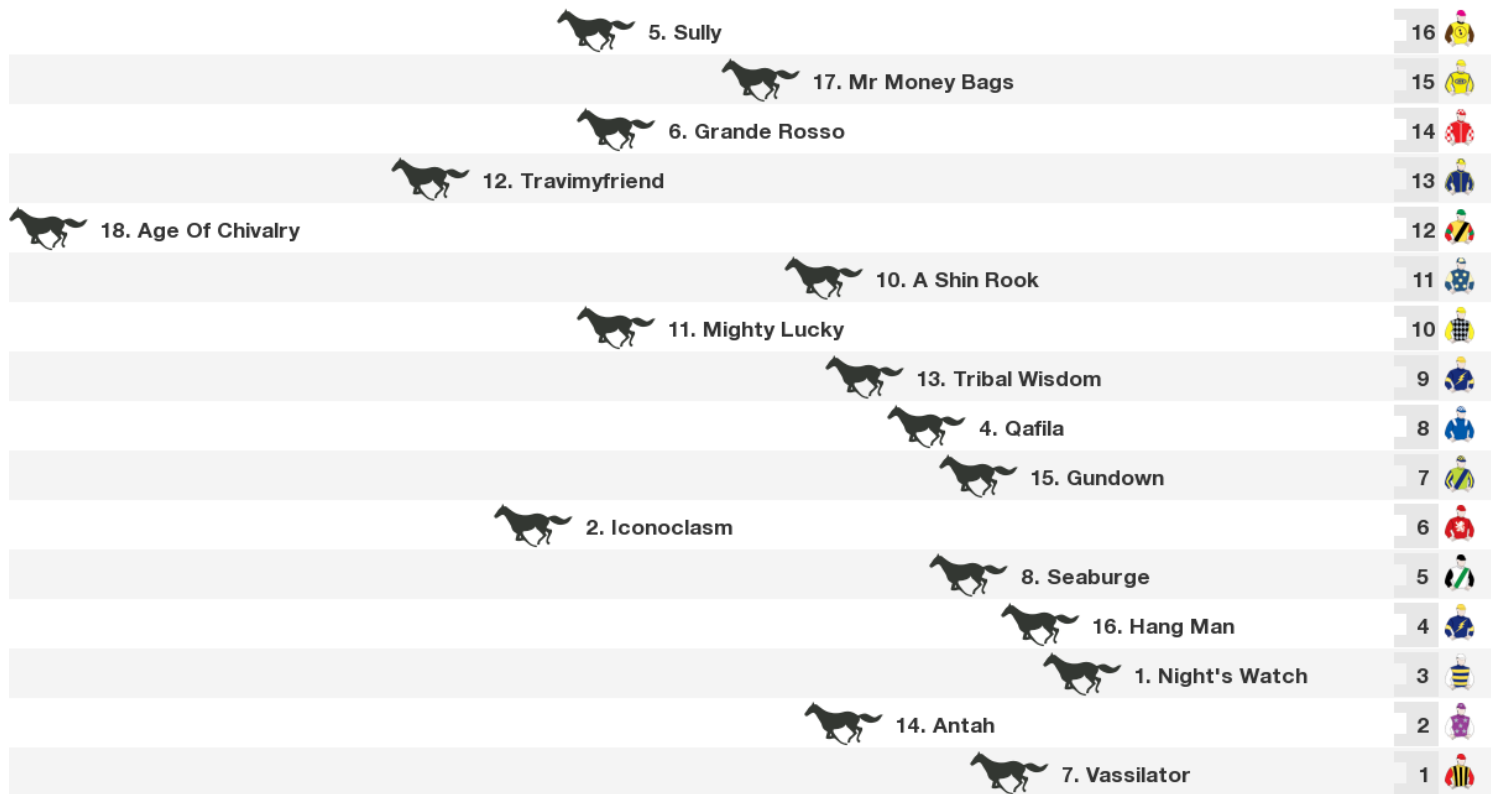 5. Sully 16
17. Mr Money Bags 15
6. Grande Rosso 14
12. Travimyfriend 13
18. Age Of Chivalry 12
10. A Shin Rook 11
11. Mighty Lucky 10
13. Tribal Wisdom 9
4. Qafila 8
15. Gundown 7
2. Iconoclasm 6
8. Seaburge 5
16. Hang Man 4
1. Night's Watch 3
14. Antah 2
7. Vassilator 1